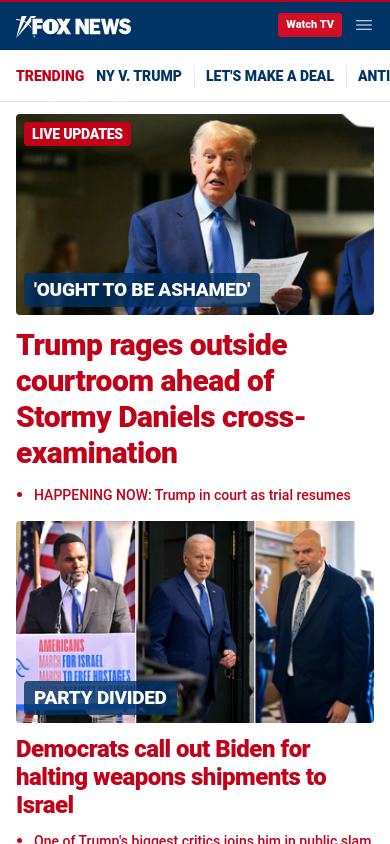 FOX NEWS
Watch TV
TRENDING NY V. TRUMP LET'S MAKE A DEAL ANTI
LIVE UPDATES
'OUGHT TO BE ASHAMED'
Trump rages outside
courtroom ahead of
Stormy Daniels cross-
examination
• HAPPENING NOW: Trump in court as trial resumes
AMERICANS
MARCH FOR ISRAEL
MARCH TO FREE HOSTAGES
PARTY DIVIDED
Democrats call out Biden for
halting weapons shipments to
Israel
• One of Trump's biggest critics joins him in public slam